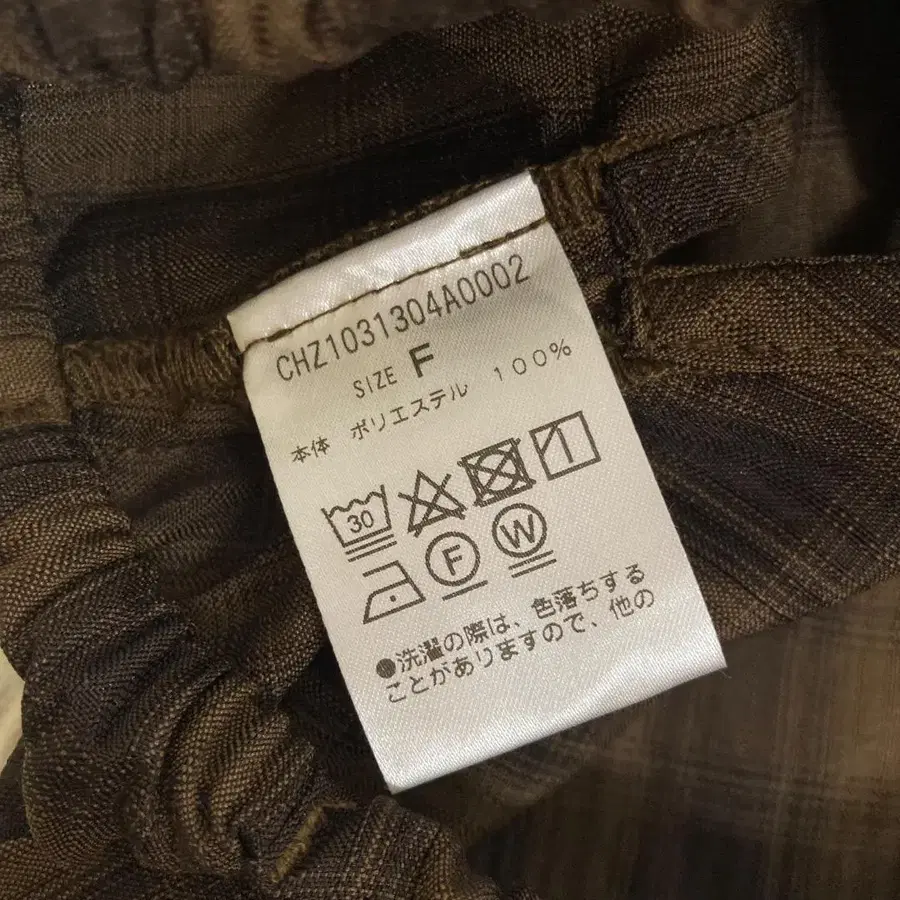 CHZ1031304A0002
SIZE F
本体 ポリエステル 100%
30
F W
●洗濯の際は、色落ちする
ことがありますので、他の